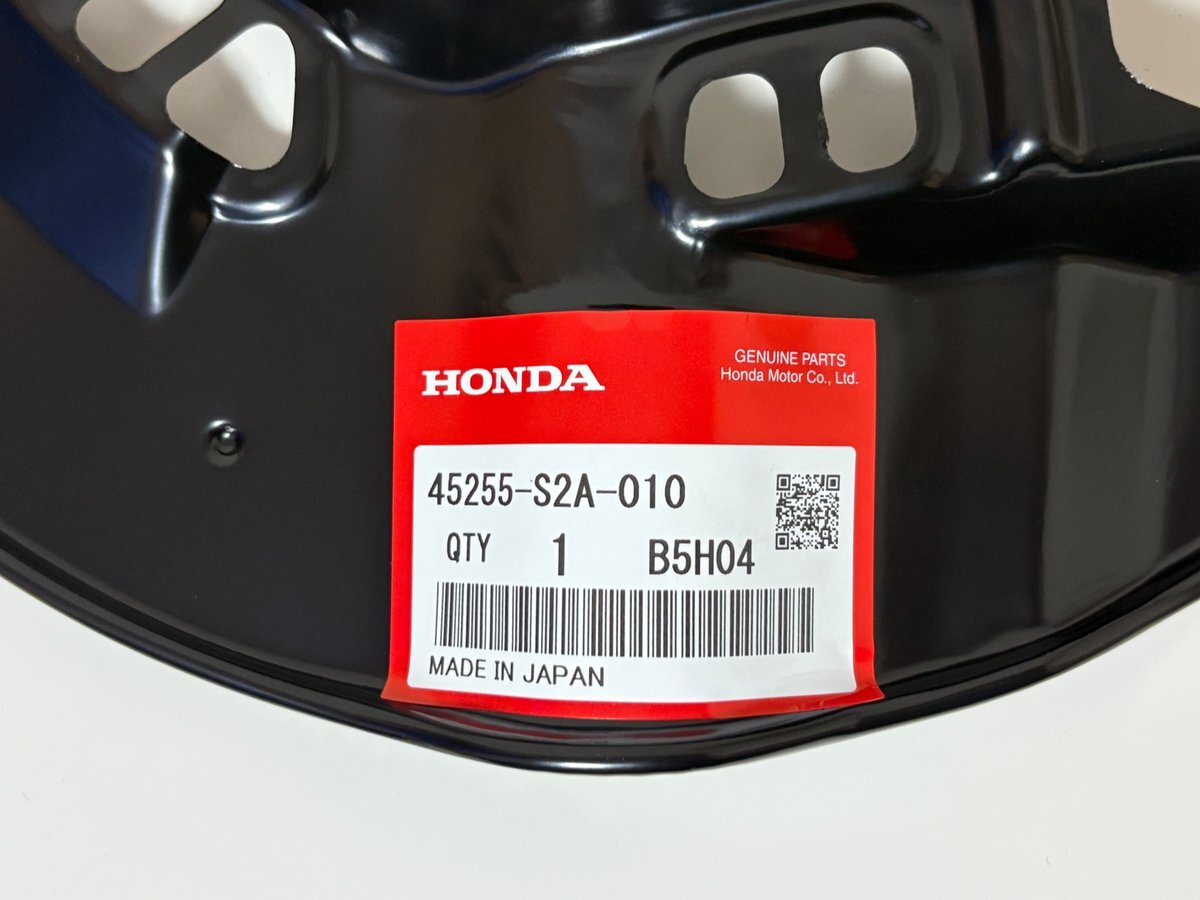 HONDA
GENUINE PARTS
Honda Motor Co., Ltd.
45255-S2A-010
QTY 1 B5H04
MADE IN JAPAN